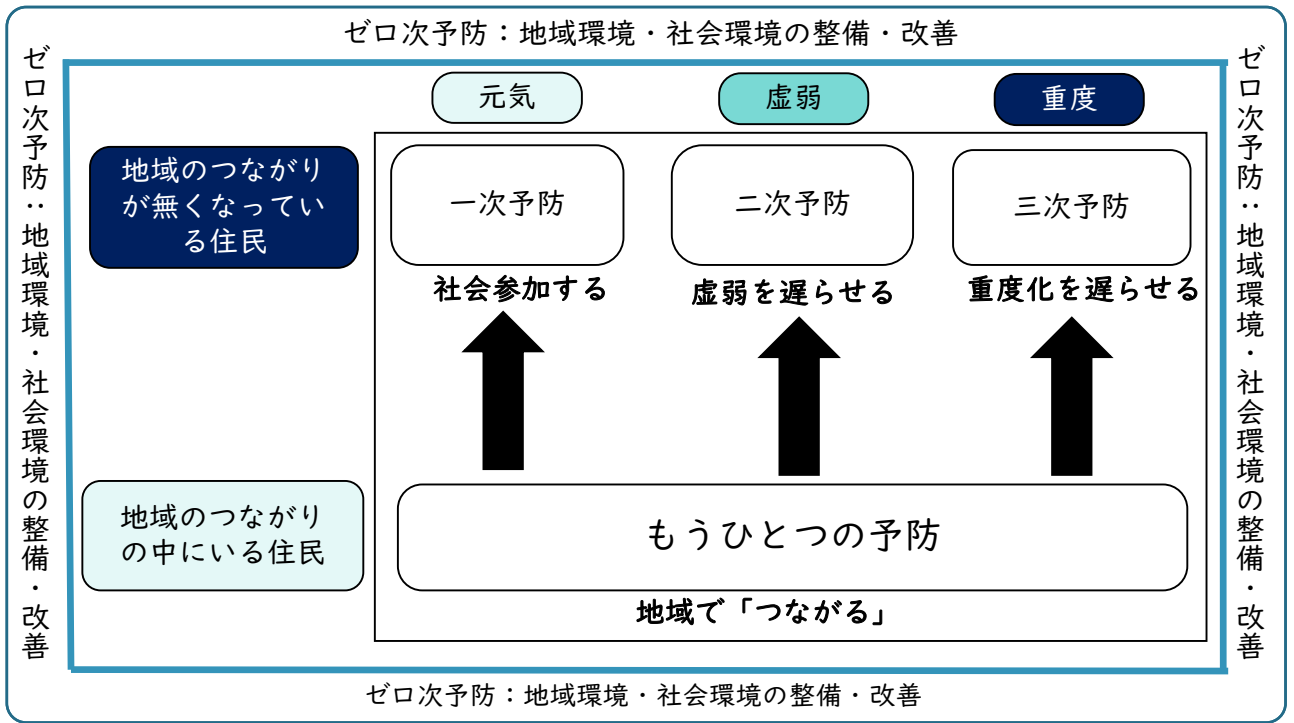 ゼロ次予防：地域環境・社会環境の整備・改善
ゼロ次予防：地域環境・社会環境の整備・改善
ゼロ次予防：地域環境・社会環境の整備・改善
元気
虚弱
重度
地域のつながり
が無くなってい
る住民
一次予防
二次予防
三次予防
社会参加する
虚弱を遅らせる
重度化を遅らせる
地域のつながり
の中にいる住民
もうひとつの予防
地域で「つながる」
ゼロ次予防：地域環境・社会環境の整備・改善